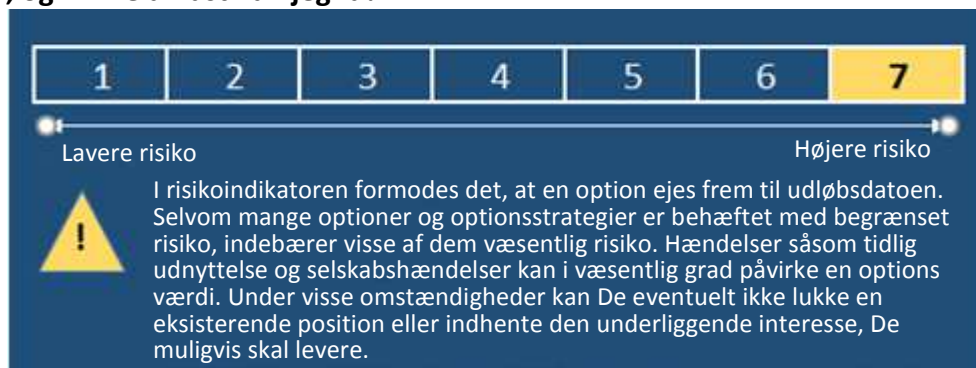 1 2 3 4 5 6 7
Lavere risiko Højere risiko
I risikoindikatoren formodes det, at en option ejes frem til udløbsdatoen.
Selvom mange optioner og optionsstrategier er behæftet med begrænset
! risiko, indebærer visse af dem væsentlig risiko. Hændelser såsom tidlig
udnyttelse og selskabshændelser kan i væsentlig grad påvirke en options
værdi. Under visse omstændigheder kan De eventuelt ikke lukke en
eksisterende position eller indhente den underliggende interesse, De
muligvis skal levere.